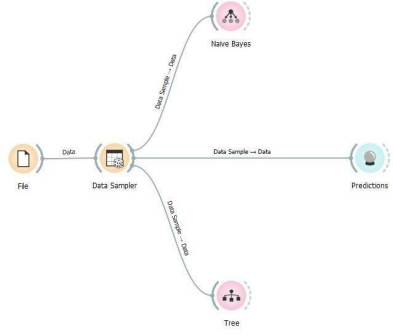 Naive Bayes
Data Sample → Data
Data
Data Sample → Data
File
Data Sampler
Predictions
Data Sample → Data
Tree